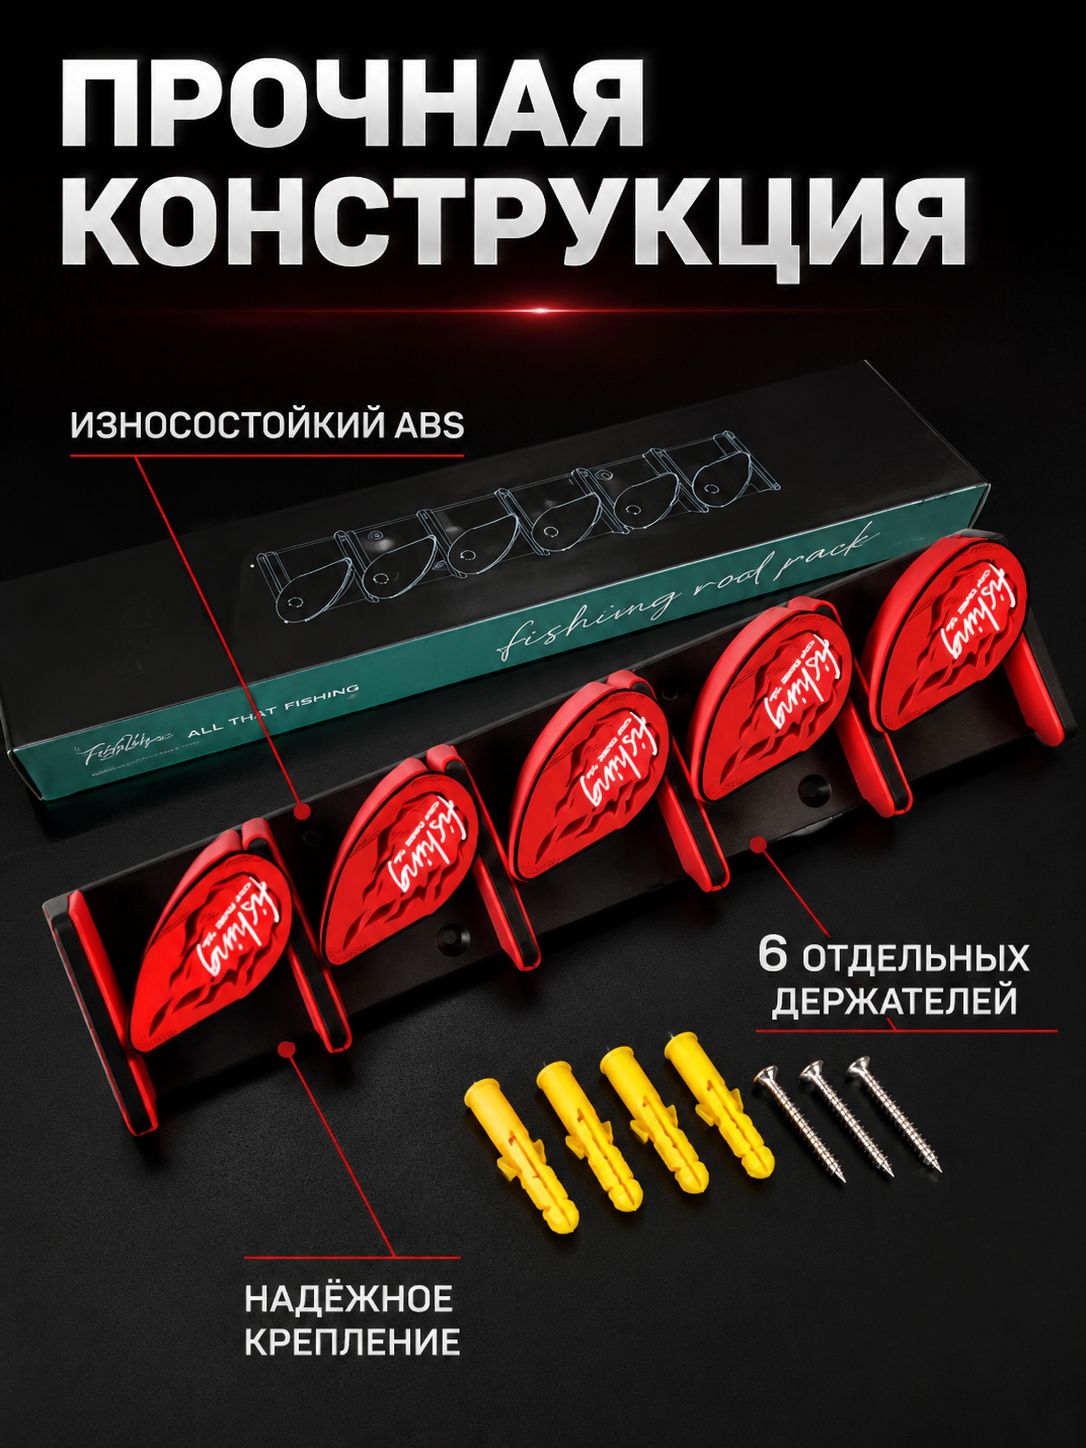 ПРОЧНАЯ
КОНСТРУКЦИЯ
ИЗНОСОСТОЙКИЙ ABS
fishing rod rack
ALL THAT FISHING
fishing
fishing
fishing
fishing
fishing
6 ОТДЕЛЬНЫХ
ДЕРЖАТЕЛЕЙ
НАДЁЖНОЕ
КРЕПЛЕНИЕ